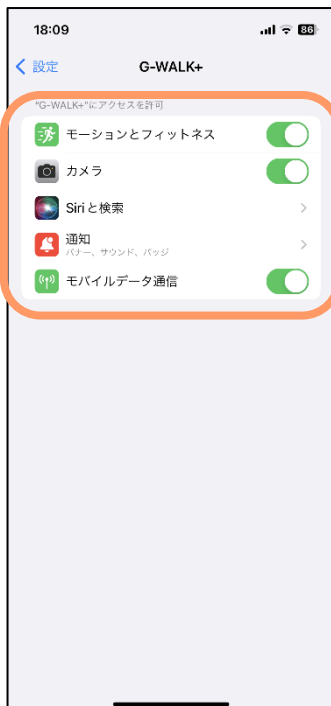 18:09
86
設定
G-WALK+
"G-WALK+"にアクセスを許可
モーションとフィットネス
カメラ
Siriと検索
通知
バナー、サウンド、バッジ
モバイルデータ通信